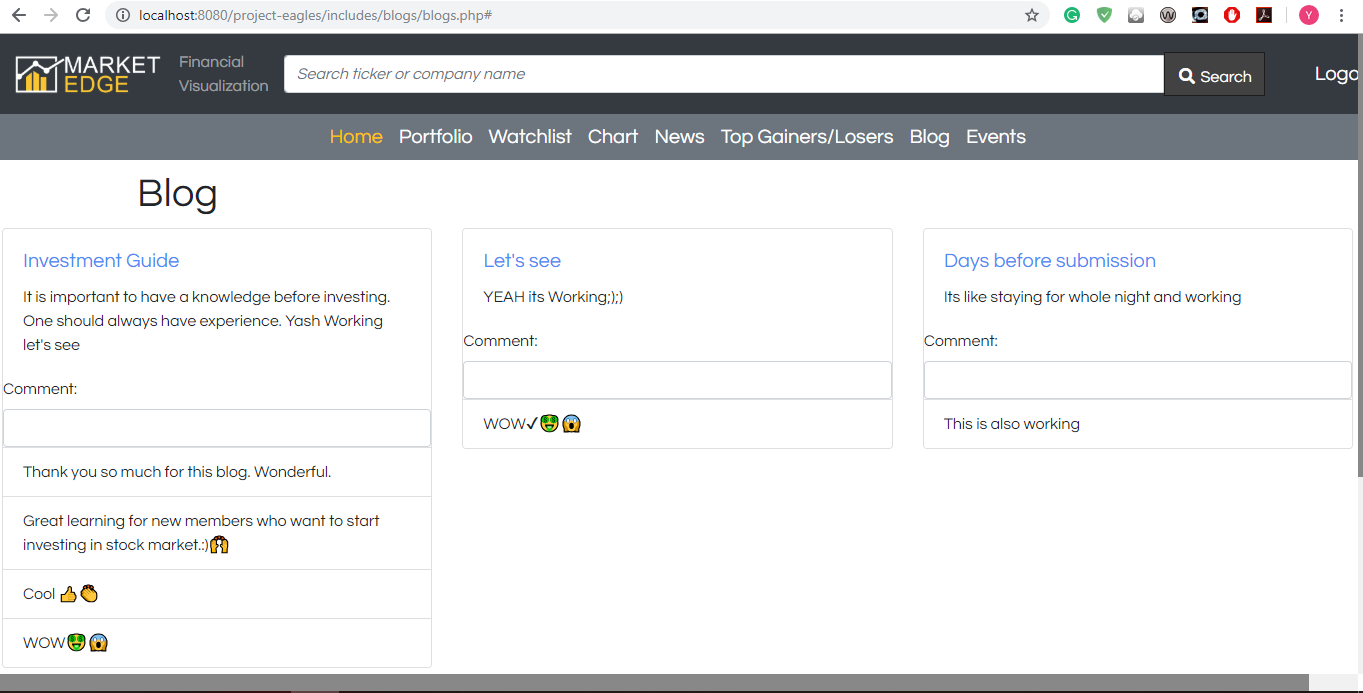 localhost:8080/project-eagles/includes/blogs/blogs.php#
Y
MARKET
EDGE
Financial
Visualization
Search ticker or company name
Search
Logo
Home Portfolio Watchlist Chart News Top Gainers/Losers Blog Events
Blog
Investment Guide
It is important to have a knowledge before investing.
One should always have experience. Yash Working
let's see
Comment:
Thank you so much for this blog. Wonderful.
Great learning for new members who want to start
investing in stock market.:)🙌
Cool 👍👏
WOW🤑😱
Let's see
YEAH its Working;);)
Comment:
WOW✓🤑😱
Days before submission
Its like staying for whole night and working
Comment:
This is also working